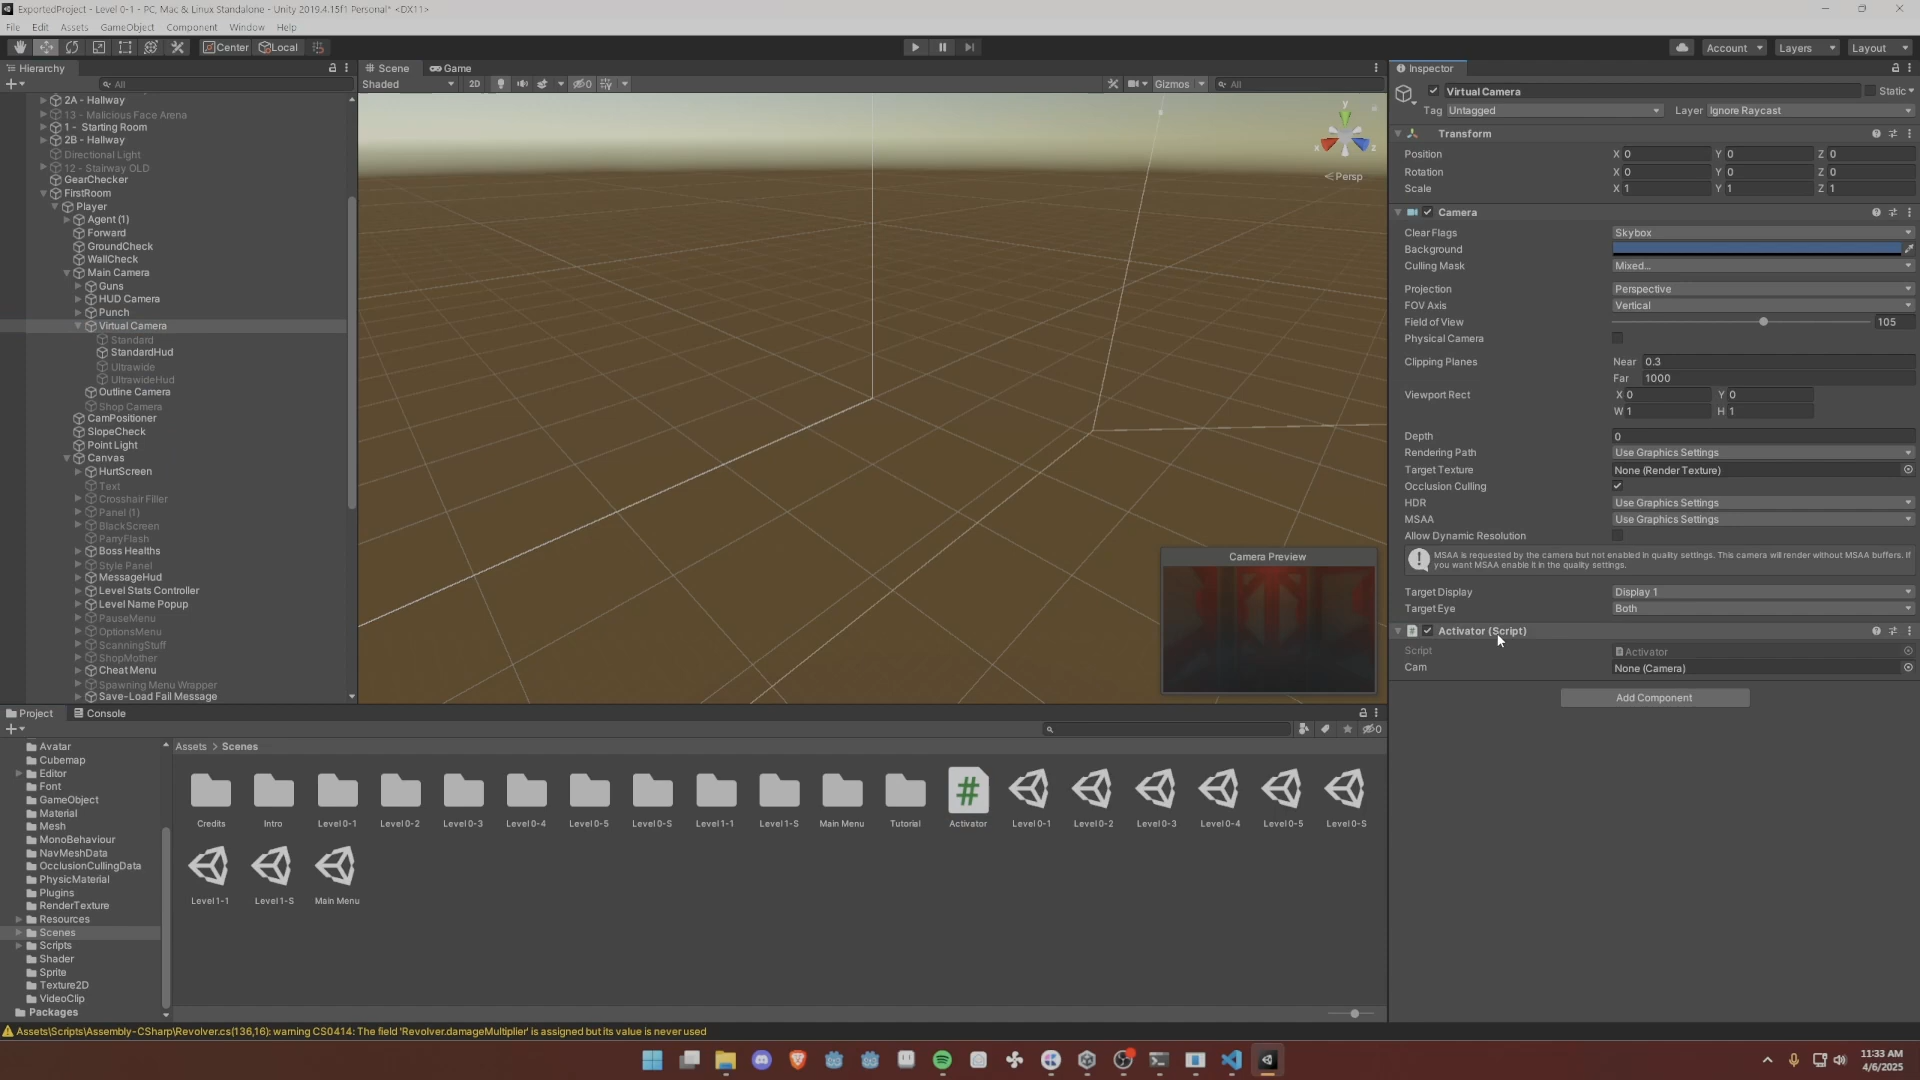 ExportedProject - Level 0-1 - PC, Mac & Linux Standalone - Unity 2019.4.15f1 Personal* <DX11>
File Edit Assets GameObject Component Window Help
Center Local Account Layers Layout
Hierarchy
All
2A - Hallway
13 - Malicious Face Arena
1 - Starting Room
2B - Hallway
Directional Light
12 - Stairway OLD
GearChecker
FirstRoom
Player
Agent (1)
Forward
GroundCheck
WallCheck
Main Camera
Guns
HUD Camera
Punch
Virtual Camera
Standard
StandardHud
Ultrawide
UltrawideHud
Outline Camera
Shop Camera
CamPositioner
SlopeCheck
Point Light
Canvas
HurtScreen
Text
Crosshair Filler
Panel (1)
BlackScreen
ParryFlash
Boss Healths
Style Panel
MessageHud
Level Stats Controller
Level Name Popup
PauseMenu
OptionsMenu
ScanningStuff
ShopMother
Cheat Menu
Spawning Menu Wrapper
Save-Load Fail Message
Scene Game
Shaded 2D 0 Gizmos All
y
x z
Persp
Camera Preview
Inspector
Virtual Camera Static
Tag Untagged Layer Ignore Raycast
Transform
Position X 0 Y 0 Z 0
Rotation X 0 Y 0 Z 0
Scale X 1 Y 1 Z 1
Camera
Clear Flags Skybox
Background
Culling Mask Mixed...
Projection Perspective
FOV Axis Vertical
Field of View 105
Physical Camera
Clipping Planes Near 0.3
Far 1000
Viewport Rect X 0 Y 0
W 1 H 1
Depth 0
Rendering Path Use Graphics Settings
Target Texture None (Render Texture)
Occlusion Culling
HDR Use Graphics Settings
MSAA Use Graphics Settings
Allow Dynamic Resolution
MSAA is requested by the camera but not enabled in quality settings. This camera will render without MSAA buffers. If
you want MSAA enable it in the quality settings.
Target Display Display 1
Target Eye Both
Activator (Script)
Script Activator
Cam None (Camera)
Add Component
Project Console
0
Avatar
Cubemap
Editor
Font
GameObject
Material
Mesh
MonoBehaviour
NavMeshData
OcclusionCullingData
PhysicMaterial
Plugins
RenderTexture
Resources
Scenes
Scripts
Shader
Sprite
Texture2D
VideoClip
Packages
Assets > Scenes
Credits Intro Level 0-1 Level 0-2 Level 0-3 Level 0-4 Level 0-5 Level 0-S Level 1-1 Level 1-S Main Menu Tutorial Activator Level 0-1 Level 0-2 Level 0-3 Level 0-4 Level 0-5 Level 0-S
Level 1-1 Level 1-S Main Menu
Assets\Scripts\Assembly-CSharp\Revolver.cs(136,16): warning CS0414: The field 'Revolver.damageMultiplier' is assigned but its value is never used
11:33 AM
4/6/2025